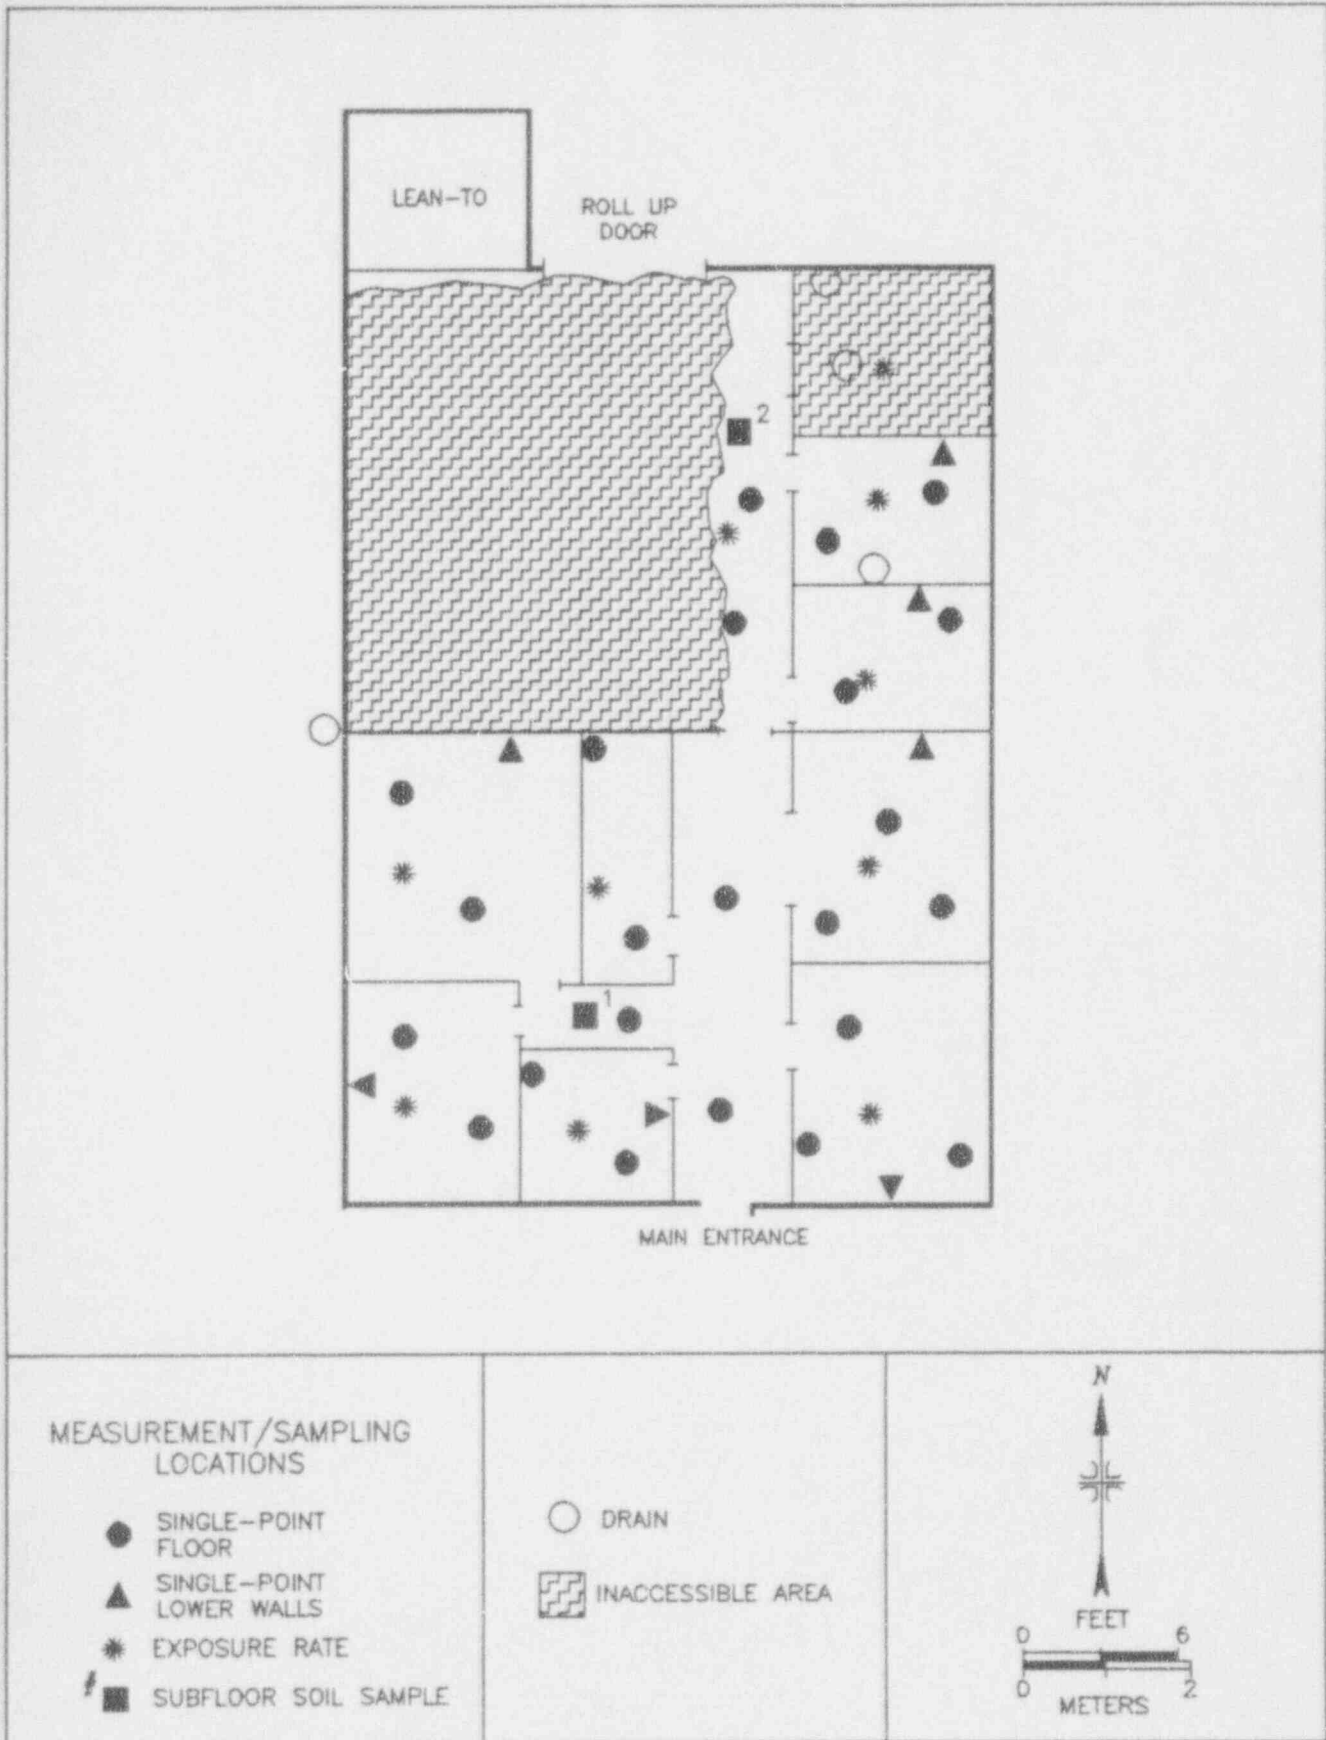 LEAN-TO
ROLL UP
DOOR
2
1
MAIN ENTRANCE
MEASUREMENT/SAMPLING
LOCATIONS
SINGLE-POINT
FLOOR
SINGLE-POINT
LOWER WALLS
EXPOSURE RATE
# SUBFLOOR SOIL SAMPLE
DRAIN
INACCESSIBLE AREA
N
FEET
0 6
0 2
METERS